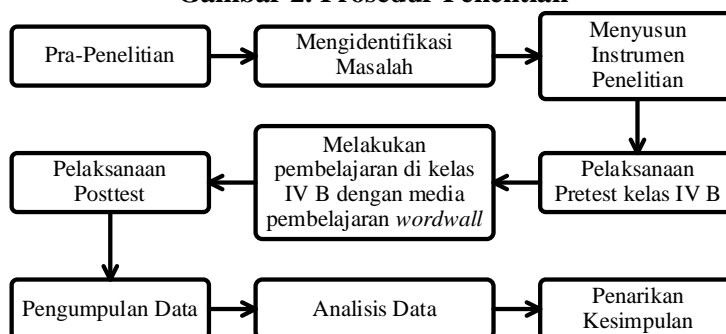 Gambar 2. Prosedur Penelitian
Pra-Penelitian
Mengidentifikasi
Masalah
Menyusun
Instrumen
Penelitian
Pelaksanaan
Pretest kelas IV B
Melakukan
pembelajaran di kelas
IV B dengan media
pembelajaran wordwall
Pelaksanaan
Posttest
Pengumpulan Data
Analisis Data
Penarikan
Kesimpulan